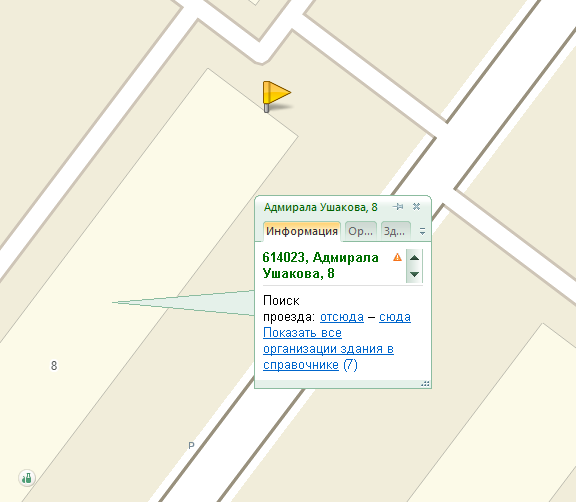 Адмирала Ушакова, 8
Информация Ор... Зд...
614023, Адмирала
Ушакова, 8
Поиск
проезда: отсюда – сюда
Показать все
организации здания в
справочнике (7)
8
P